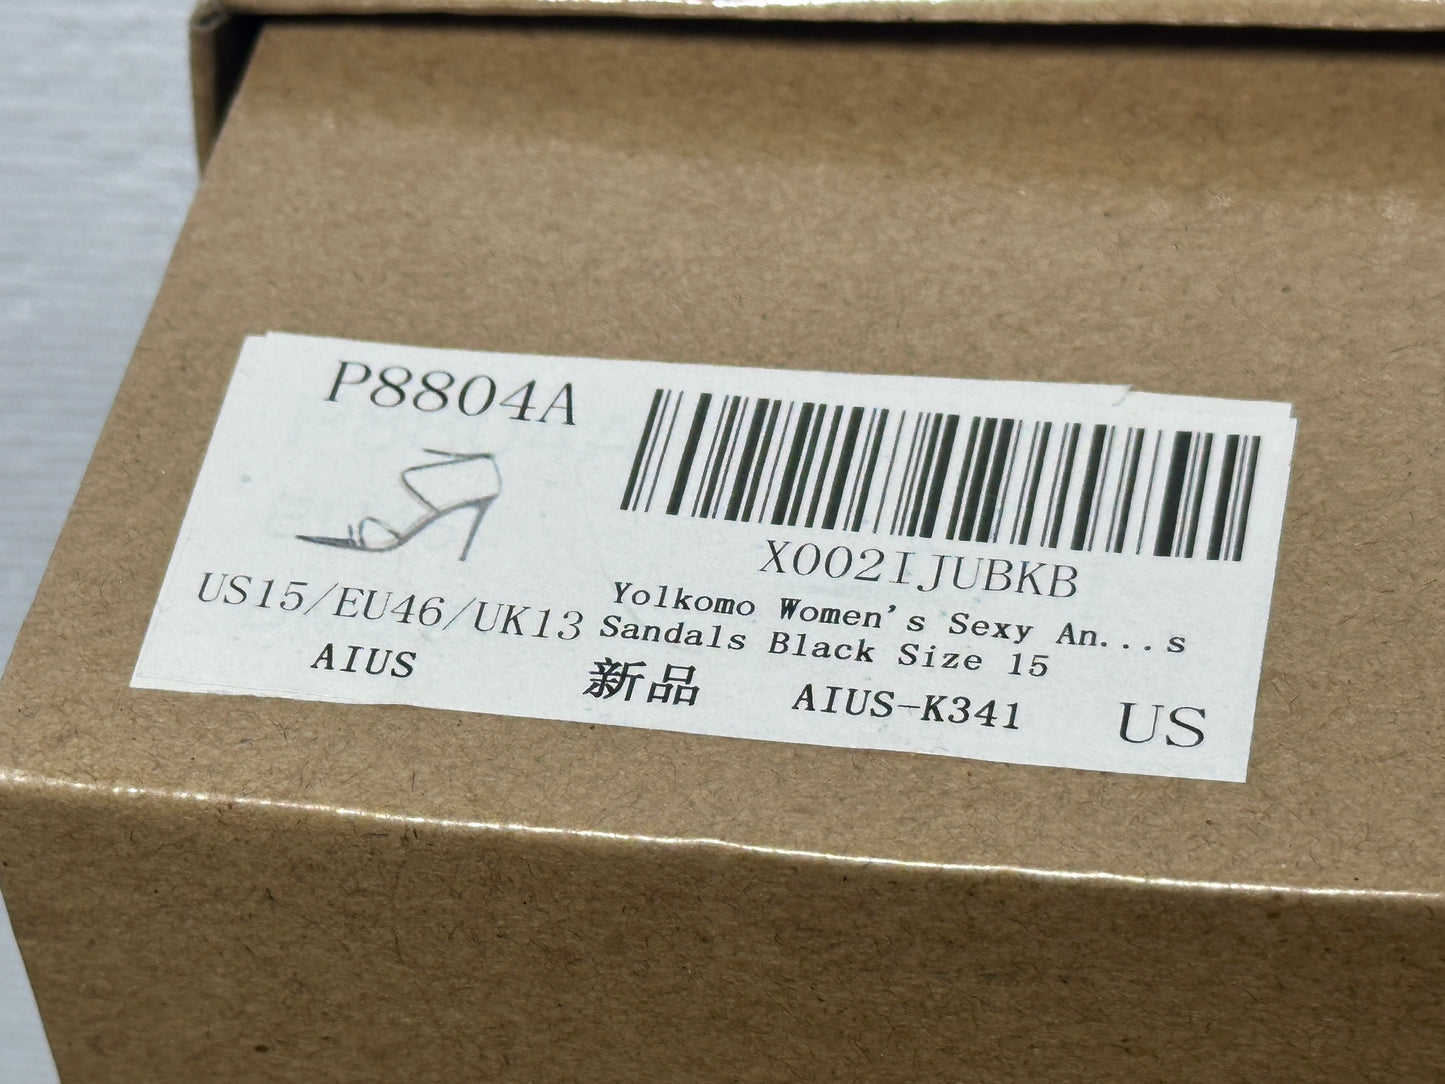 P8804A
X002IJUBKB
US15/EU46/UK13
Yolkomo Women's Sexy An...s
Sandals Black Size 15
AIUS
新品
AIUS-K341
US